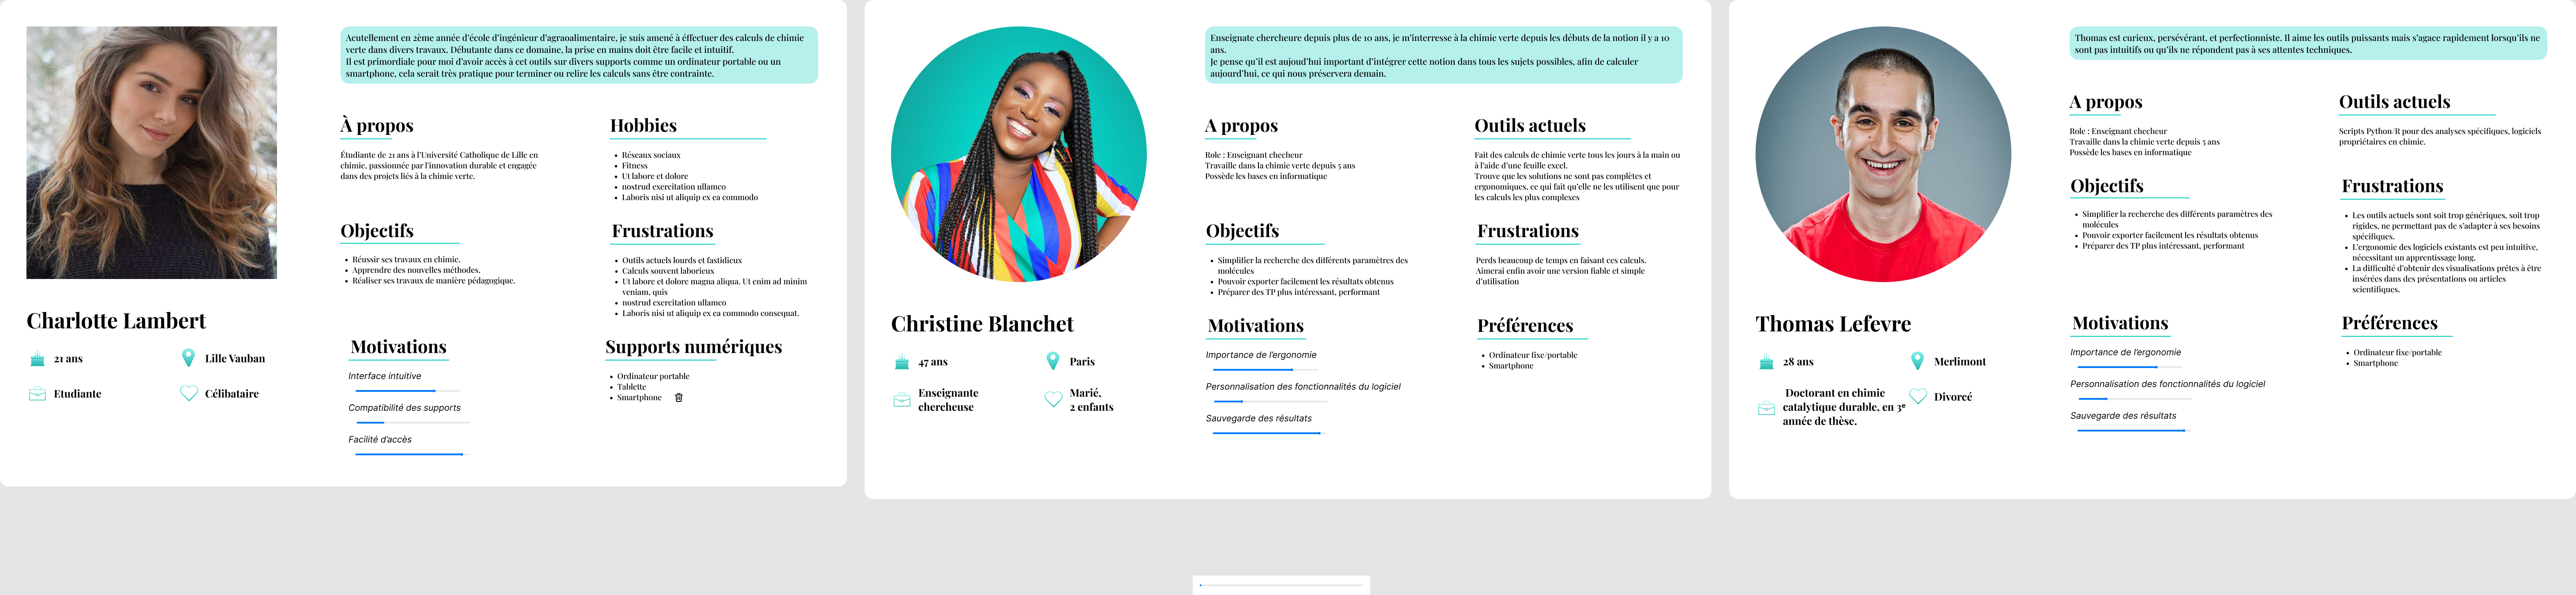 Acutellement en 2ème année d'école d'ingénieur d'agraoalimentaire, je suis amené à éffectuer des calculs de chimie
verte dans divers travaux. Débutante dans ce domaine, la prise en mains doit être facile et intuitif.
Il est primordiale pour moi d'avoir accès à cet outils sur divers supports comme un ordinateur portable ou un
smartphone, cela serait très pratique pour terminer ou relire les calculs sans être contrainte.
À propos
Étudiante de 21 ans à l'Université Catholique de Lille en
chimie, passionnée par l'innovation durable et engagée
dans des projets liés à la chimie verte.
Hobbies
Réseaux sociaux
Fitness
Ut labore et dolore
nostrud exercitation ullamco
Laboris nisi ut aliquip ex ea commodo
Objectifs
Réussir ses travaux en chimie.
Apprendre des nouvelles méthodes.
Réaliser ses travaux de manière pédagogique.
Frustrations
Outils actuels lourds et fastidieux
Calculs souvent laborieux
Ut labore et dolore magna aliqua. Ut enim ad minim
veniam, quis
nostrud exercitation ullamco
Laboris nisi ut aliquip ex ea commodo consequat.
Charlotte Lambert
21 ans
Lille Vauban
Etudiante
Célibataire
Motivations
Interface intuitive
Compatibilité des supports
Facilité d'accès
Supports numériques
Ordinateur portable
Tablette
Smartphone
Enseignate chercheure depuis plus de 10 ans, je m'interresse à la chimie verte depuis les débuts de la notion il y a 10
ans.
Je pense qu'il est aujoud'hui important d'intégrer cette notion dans tous les sujets possibles, afin de calculer
aujourd'hui, ce qui nous préservera demain.
A propos
Role : Enseignant checheur
Travaille dans la chimie verte depuis 5 ans
Possède les bases en informatique
Outils actuels
Fait des calculs de chimie verte tous les jours à la main ou
à l'aide d'une feuille excel.
Trouve que les solutions ne sont pas complètes et
ergonomiques, ce qui fait qu'elle ne les utilisent que pour
les calculs les plus complexes
Objectifs
Simplifier la recherche des différents paramètres des
molécules
Pouvoir exporter facilement les résultats obtenus
Préparer des TP plus intéressant, performant
Frustrations
Perds beaucoup de temps en faisant ces calculs.
Aimerai enfin avoir une version fiable et simple
d'utilisation
Christine Blanchet
47 ans
Paris
Enseignante
chercheuse
Marié,
2 enfants
Motivations
Importance de l'ergonomie
Personnalisation des fonctionnalités du logiciel
Sauvegarde des résultats
Préférences
Ordinateur fixe/portable
Smartphone
Thomas est curieux, persévérant, et perfectionniste. Il aime les outils puissants mais s'agace rapidement lorsqu'ils ne
sont pas intuitifs ou qu'ils ne répondent pas à ses attentes techniques.
A propos
Role : Enseignant checheur
Travaille dans la chimie verte depuis 5 ans
Possède les bases en informatique
Outils actuels
Scripts Python/R pour des analyses spécifiques, logiciels
propriétaires en chimie.
Objectifs
Simplifier la recherche des différents paramètres des
molécules
Pouvoir exporter facilement les résultats obtenus
Préparer des TP plus intéressant, performant
Frustrations
Les outils actuels sont soit trop génériques, soit trop
rigides, ne permettant pas de s'adapter à ses besoins
spécifiques.
L'ergonomie des logiciels existants est peu intuitive,
nécessitant un apprentissage long.
La difficulté d'obtenir des visualisations prêtes à être
insérées dans des présentations ou articles
scientifiques.
Thomas Lefevre
28 ans
Merlimont
Doctorant en chimie
catalytique durable, en 3ᵉ
année de thèse.
Divorcé
Motivations
Importance de l'ergonomie
Personnalisation des fonctionnalités du logiciel
Sauvegarde des résultats
Préférences
Ordinateur fixe/portable
Smartphone